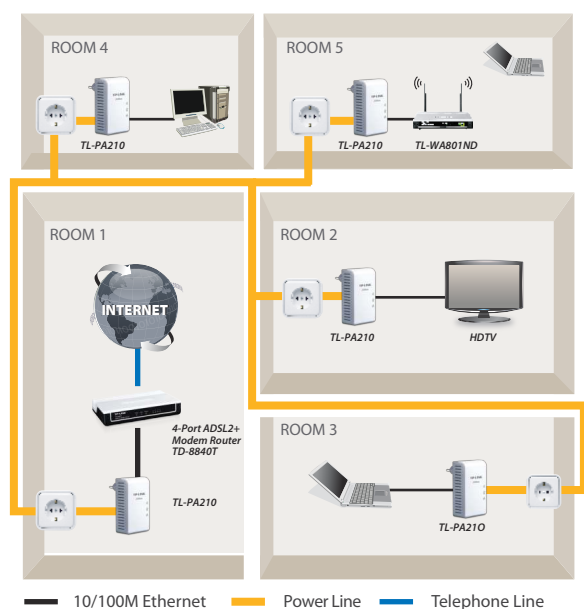 ROOM 4
TL-PA210
ROOM 5
TL-PA210
TL-WA801ND
ROOM 1
INTERNET
4-Port ADSL2+
Modem Router
TD-8840T
TL-PA210
ROOM 2
TL-PA210
HDTV
ROOM 3
TL-PA21O
10/100M Ethernet
Power Line
Telephone Line